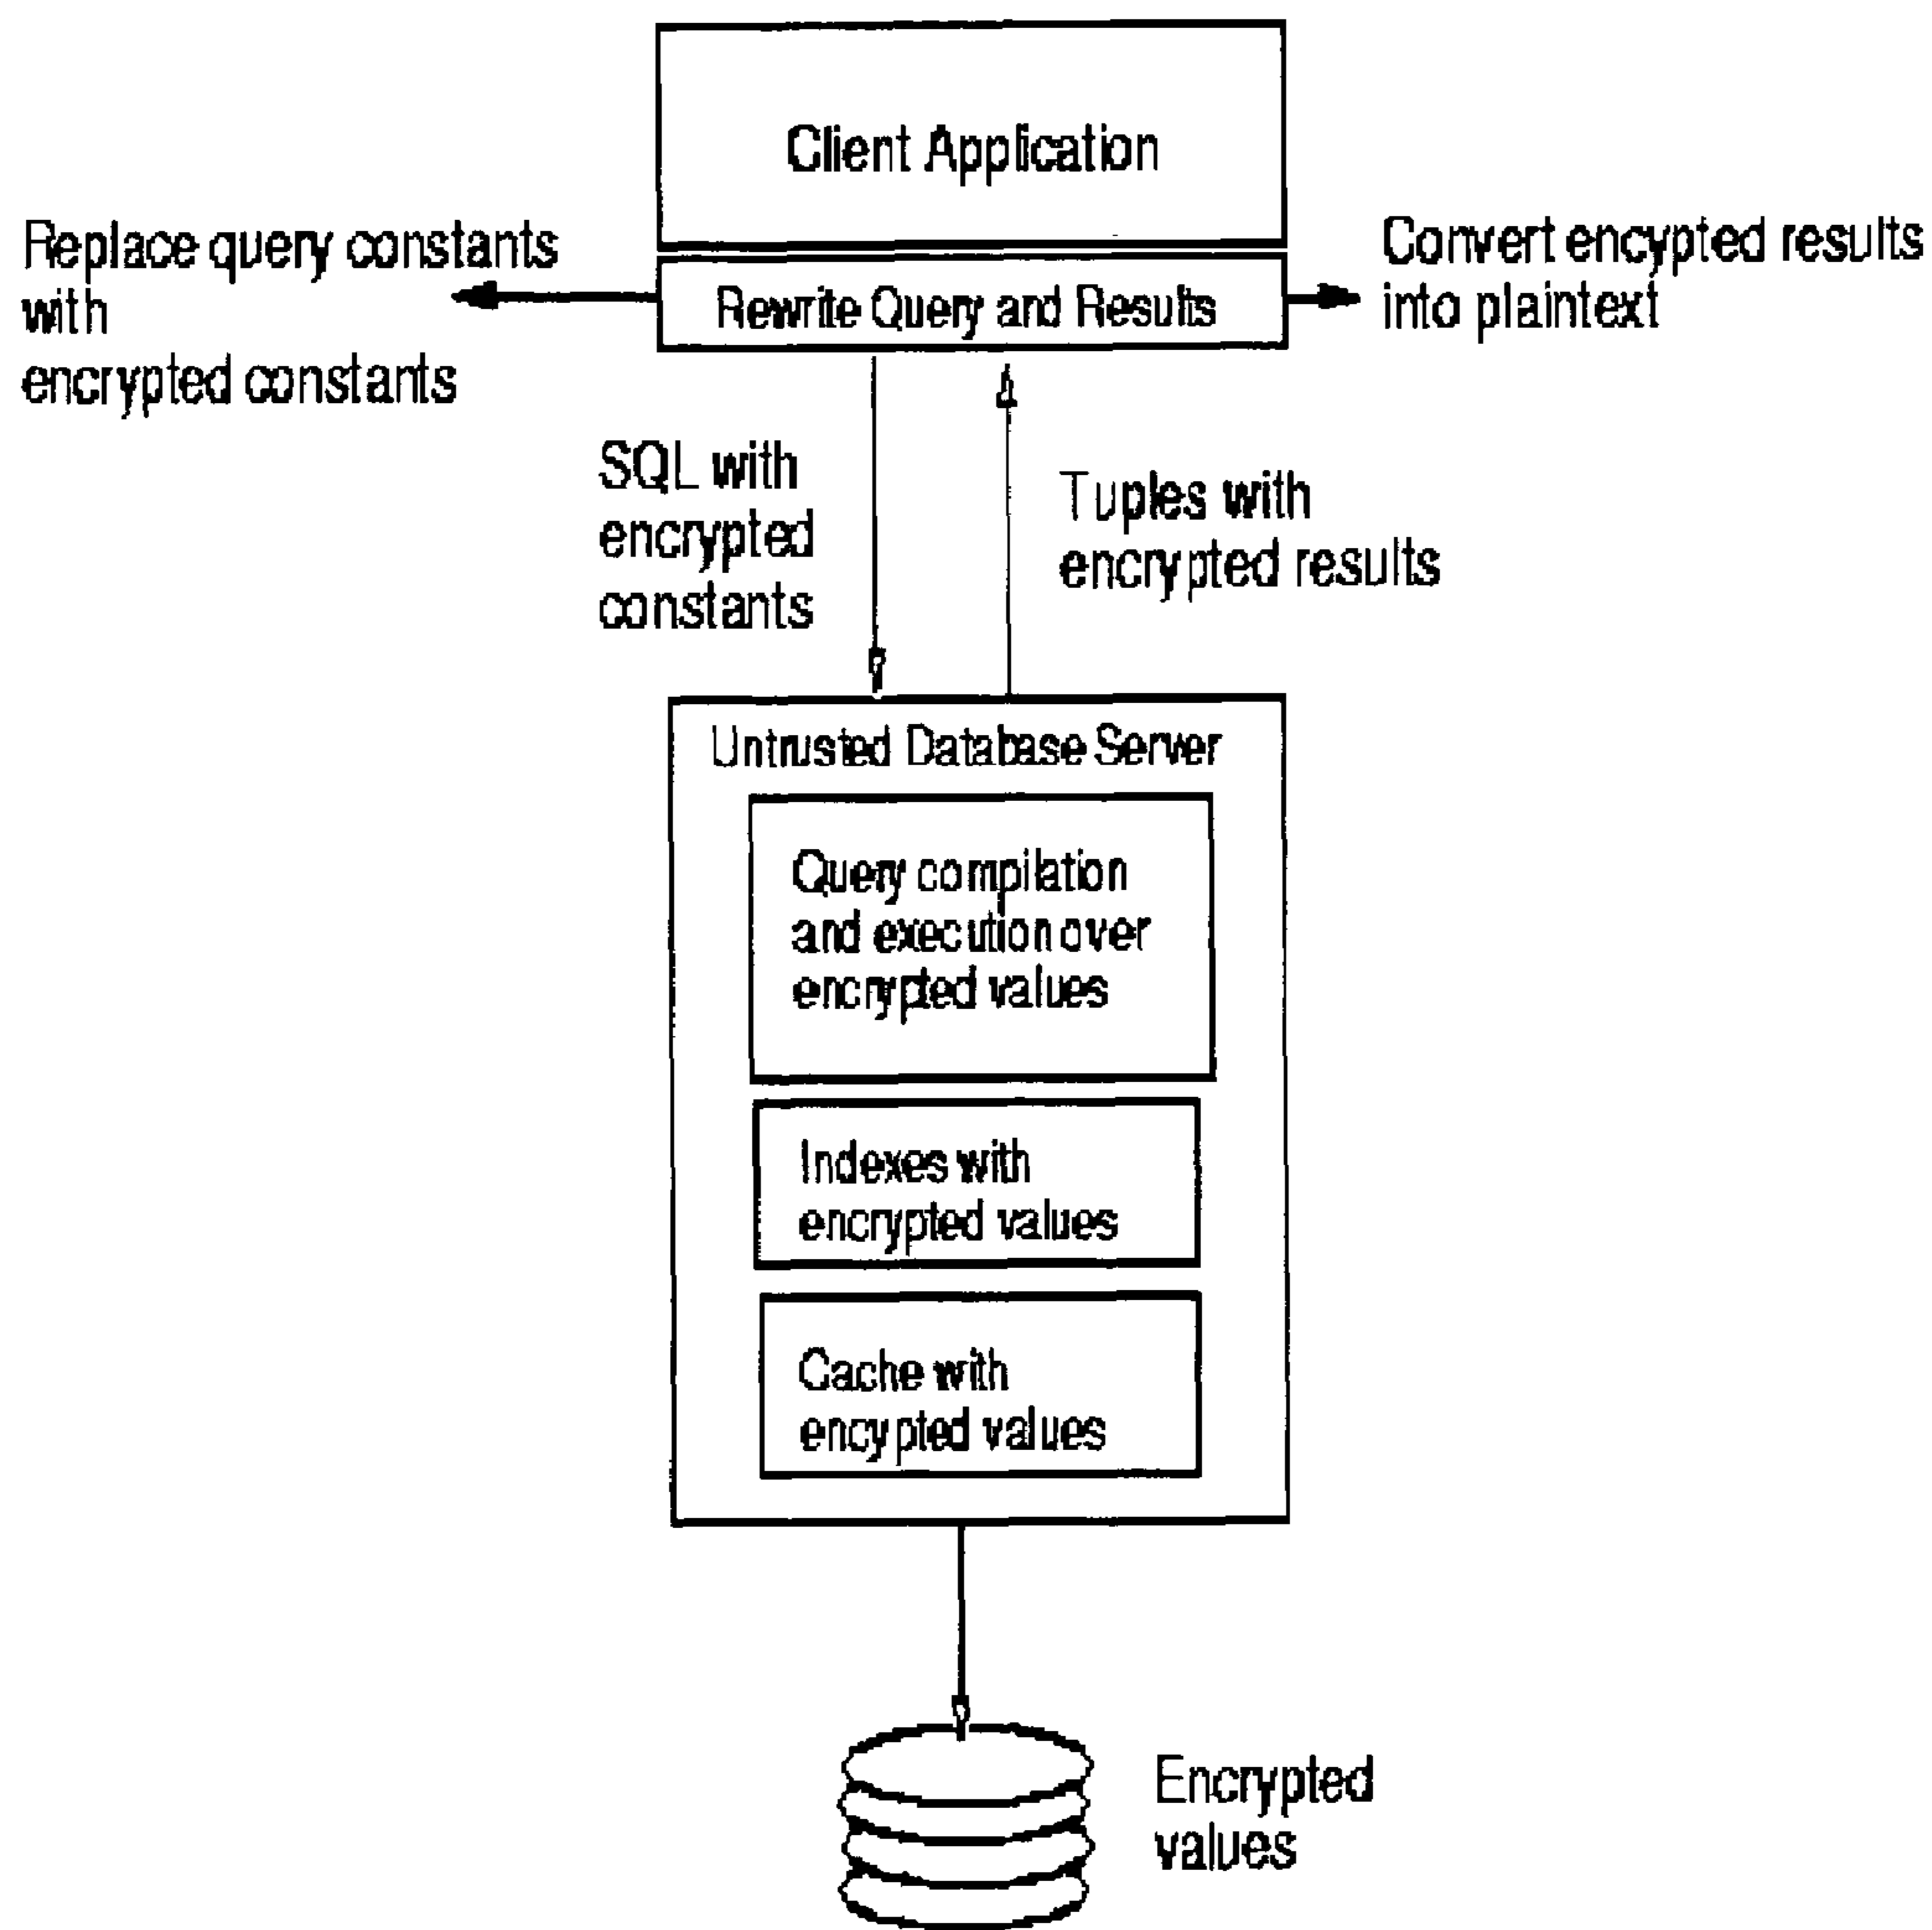 Client Application
Replace query constants
with
encrypted constants
Rewrite Query and Results
Convert encrypted results
into plaintext
SQL with
encrypted
constants
Tuples with
encrypted results
Untrusted Database Server
Query compilation
and execution over
encrypted values
Indexes with
encrypted values
Cache with
encypted values
Encrypted
values